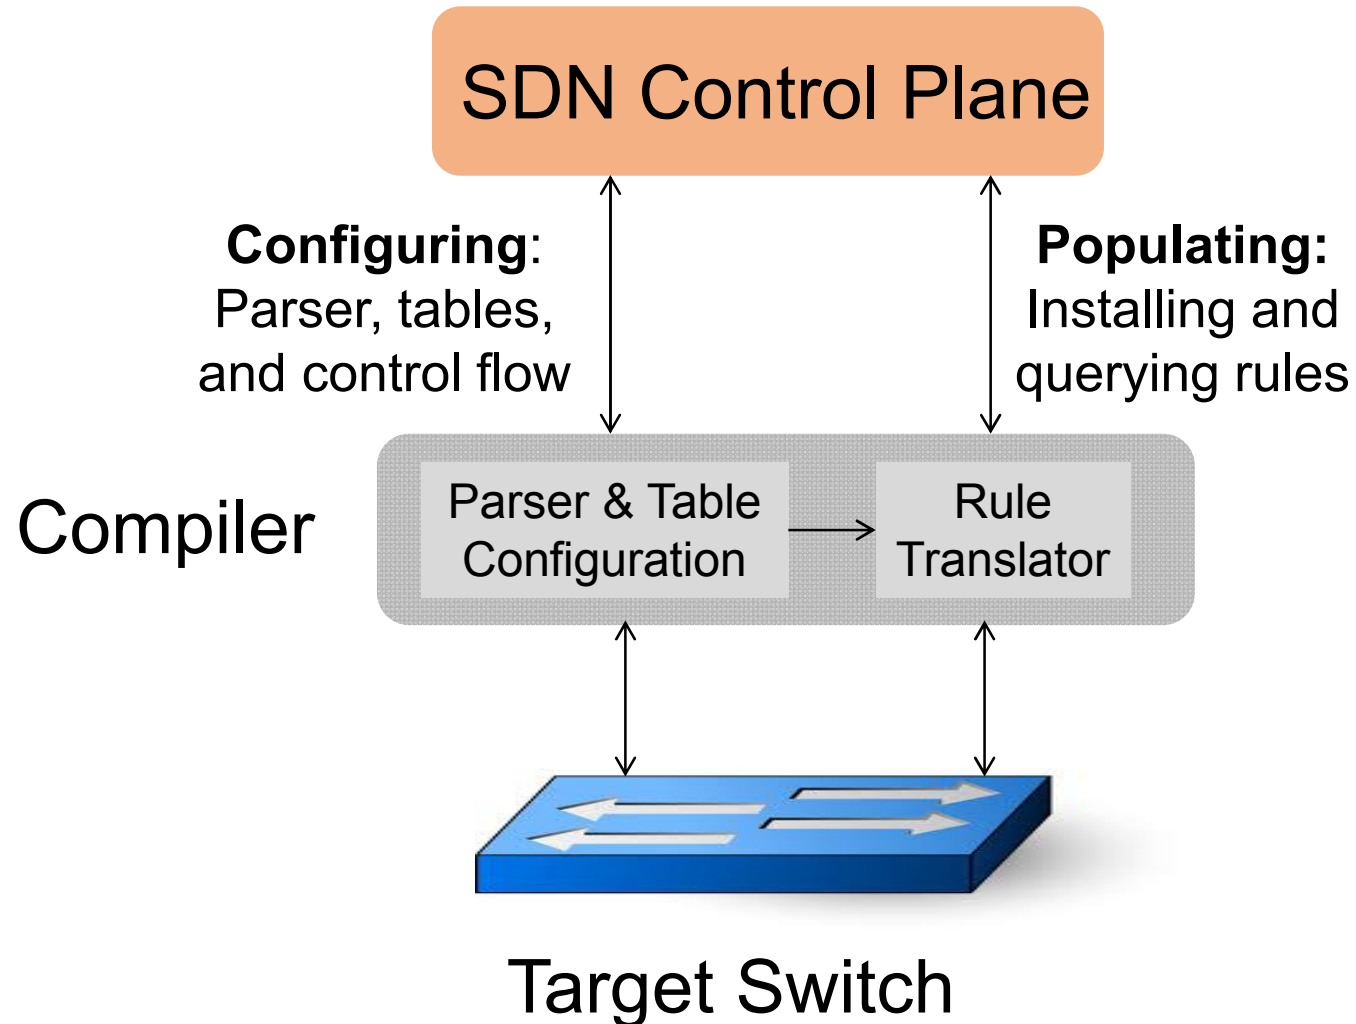 SDN Control Plane
Configuring:
Parser, tables,
and control flow
Populating:
Installing and
querying rules
Compiler
Parser & Table
Configuration
Rule
Translator
Target Switch